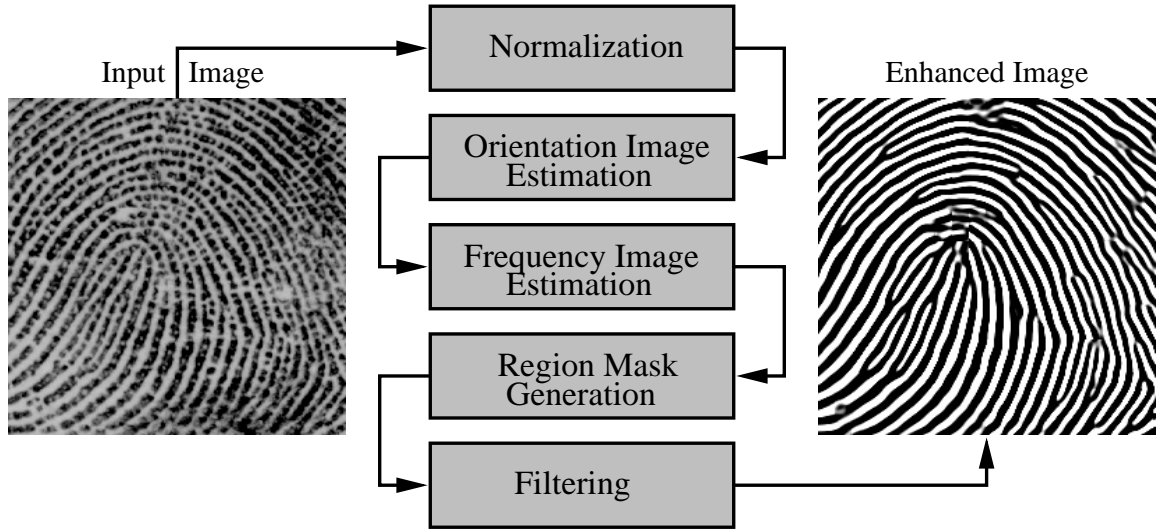 Input Image
Normalization
Orientation Image
Estimation
Frequency Image
Estimation
Region Mask
Generation
Filtering
Enhanced Image